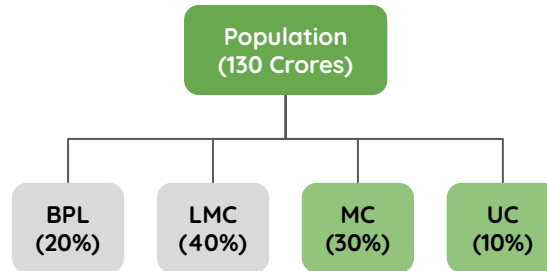 Population
(130 Crores)
BPL
(20%)
LMC
(40%)
MC
(30%)
UC
(10%)